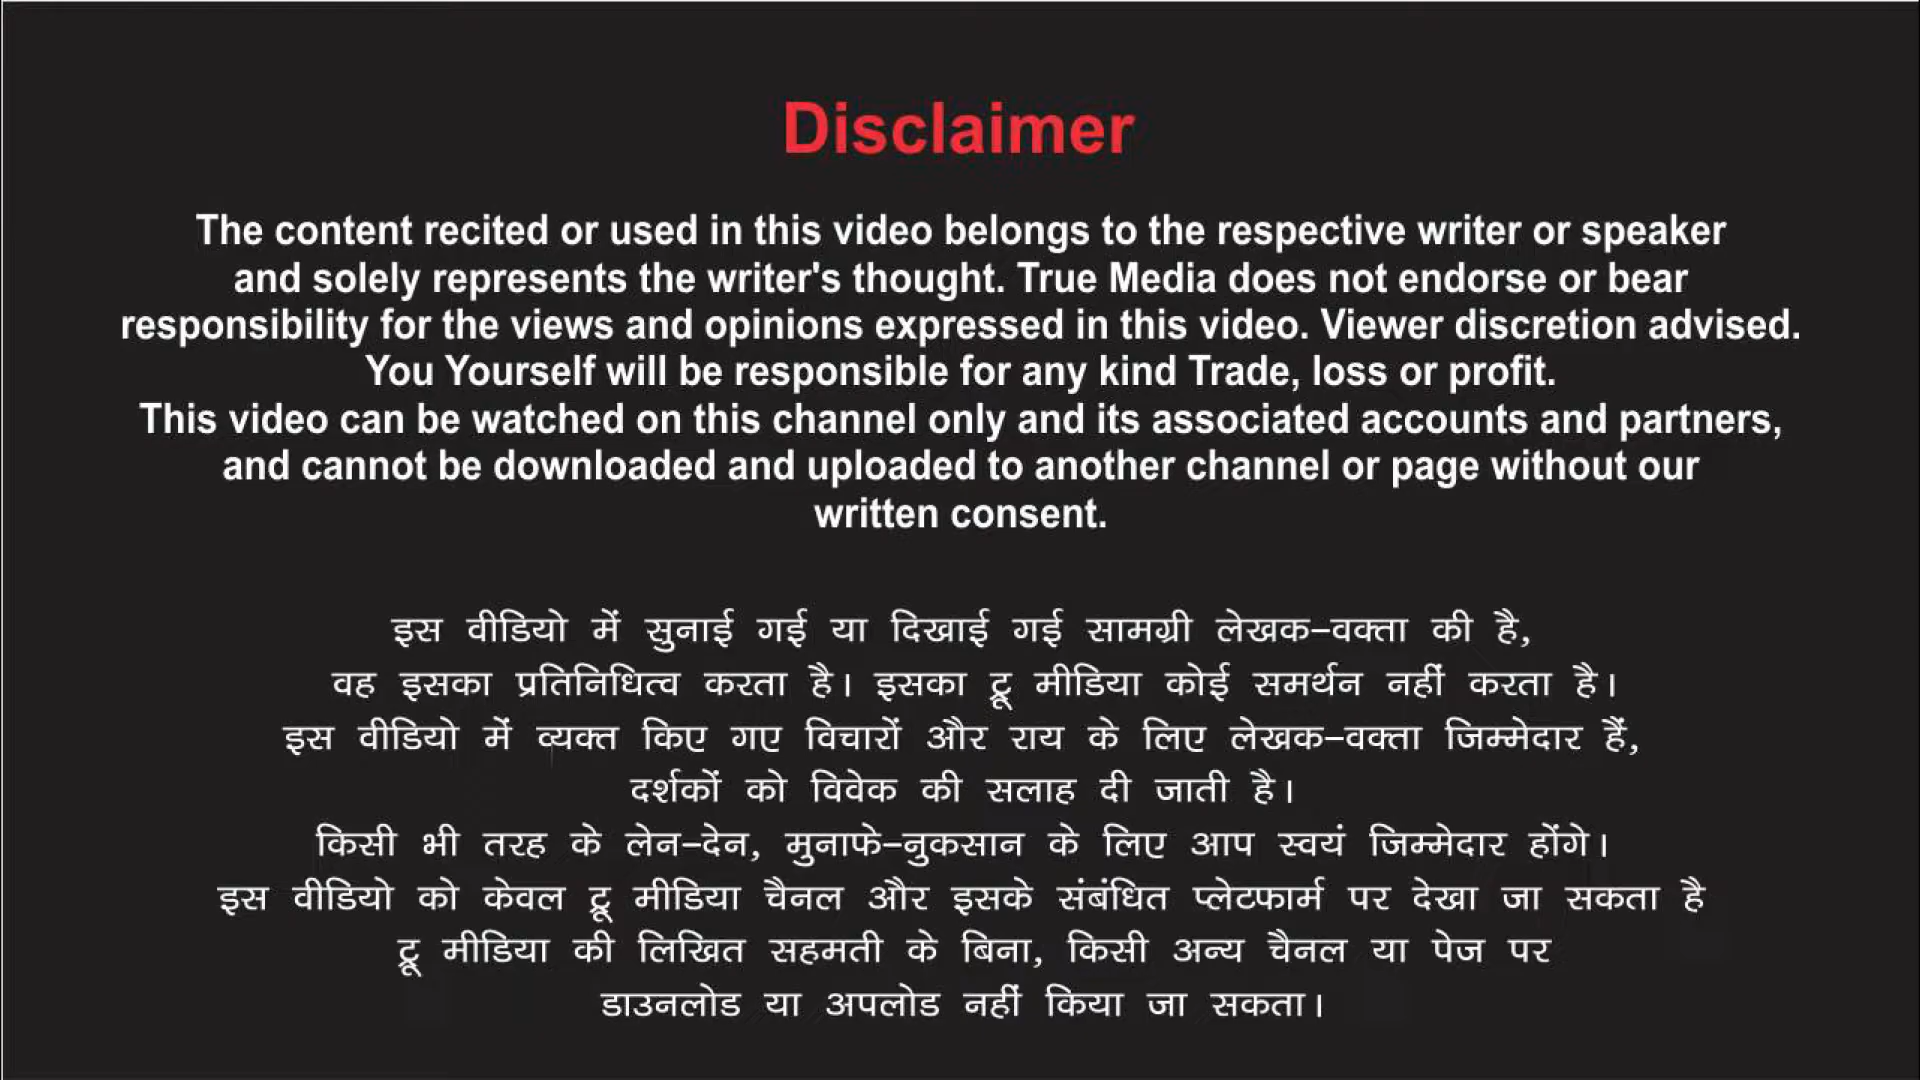 Disclaimer
The content recited or used in this video belongs to the respective writer or speaker
and solely represents the writer's thought. True Media does not endorse or bear
responsibility for the views and opinions expressed in this video. Viewer discretion advised.
You Yourself will be responsible for any kind Trade, loss or profit.
This video can be watched on this channel only and its associated accounts and partners,
and cannot be downloaded and uploaded to another channel or page without our
written consent.
इस वीडियो में सुनाई गई या दिखाई गई सामग्री लेखक–वक्ता की है,
वह इसका प्रतिनिधित्व करता है। इसका ट्रू मीडिया कोई समर्थन नहीं करता है।
इस वीडियो में व्यक्त किए गए विचारों और राय के लिए लेखक–वक्ता जिम्मेदार हैं,
दर्शकों को विवेक की सलाह दी जाती है।
किसी भी तरह के लेन–देन, मुनाफे–नुकसान के लिए आप स्वयं जिम्मेदार होंगे।
इस वीडियो को केवल ट्रू मीडिया चैनल और इसके संबंधित प्लेटफार्म पर देखा जा सकता है
ट्रू मीडिया की लिखित सहमती के बिना, किसी अन्य चैनल या पेज पर
डाउनलोड या अपलोड नहीं किया जा सकता।